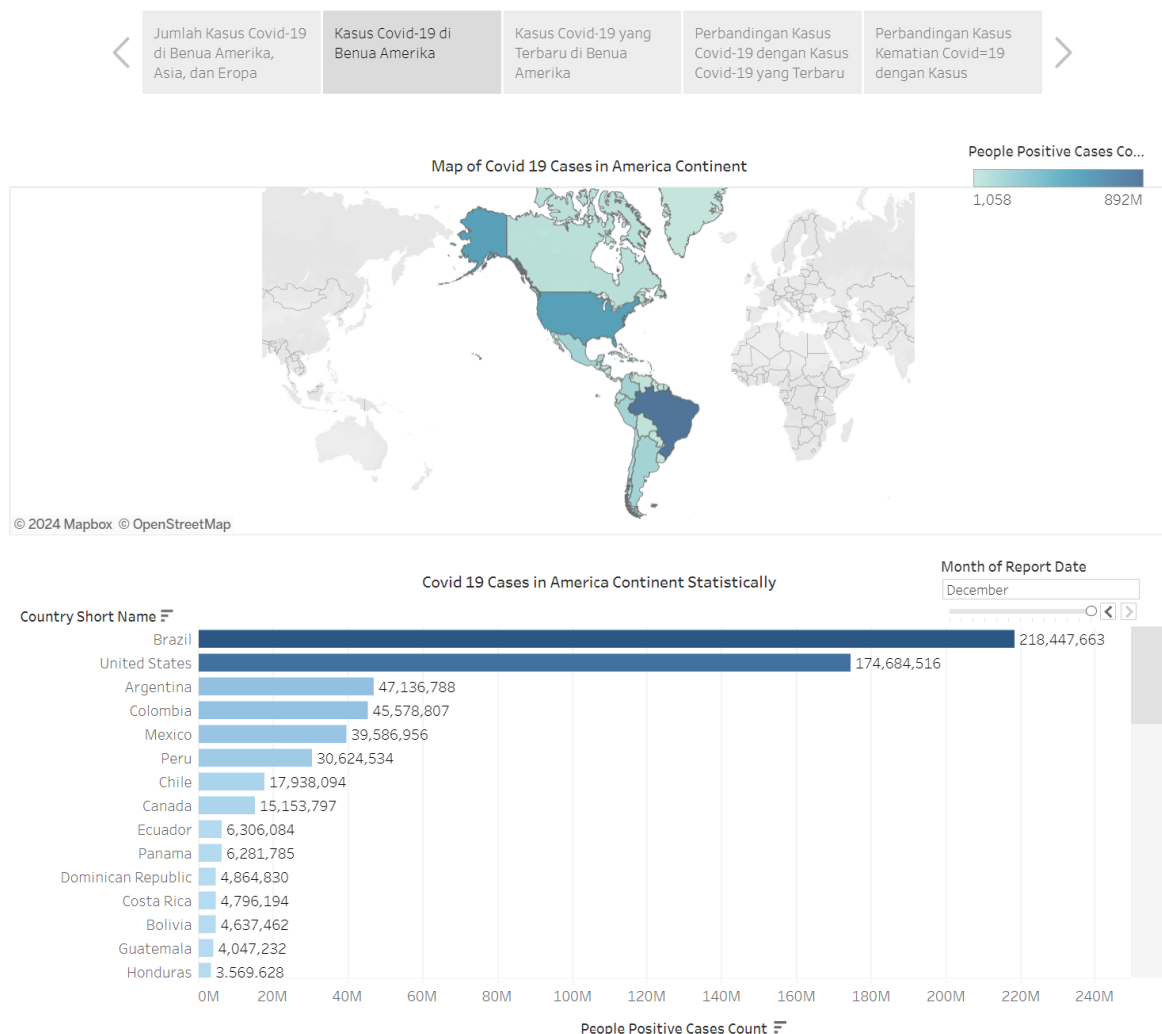 Jumlah Kasus Covid-19
di Benua Amerika,
Asia, dan Eropa
Kasus Covid-19 di
Benua Amerika
Kasus Covid-19 yang
Terbaru di Benua
Amerika
Perbandingan Kasus
Covid-19 dengan Kasus
Covid-19 yang Terbaru
Perbandingan Kasus
Kematian Covid=19
dengan Kasus
Map of Covid 19 Cases in America Continent
People Positive Cases Co...
1,058 892M
© 2024 Mapbox © OpenStreetMap
Covid 19 Cases in America Continent Statistically
Month of Report Date
December
Country Short Name
Brazil 218,447,663
United States 174,684,516
Argentina 47,136,788
Colombia 45,578,807
Mexico 39,586,956
Peru 30,624,534
Chile 17,938,094
Canada 15,153,797
Ecuador 6,306,084
Panama 6,281,785
Dominican Republic 4,864,830
Costa Rica 4,796,194
Bolivia 4,637,462
Guatemala 4,047,232
Honduras 3,569,628
0M 20M 40M 60M 80M 100M 120M 140M 160M 180M 200M 220M 240M
People Positive Cases Count